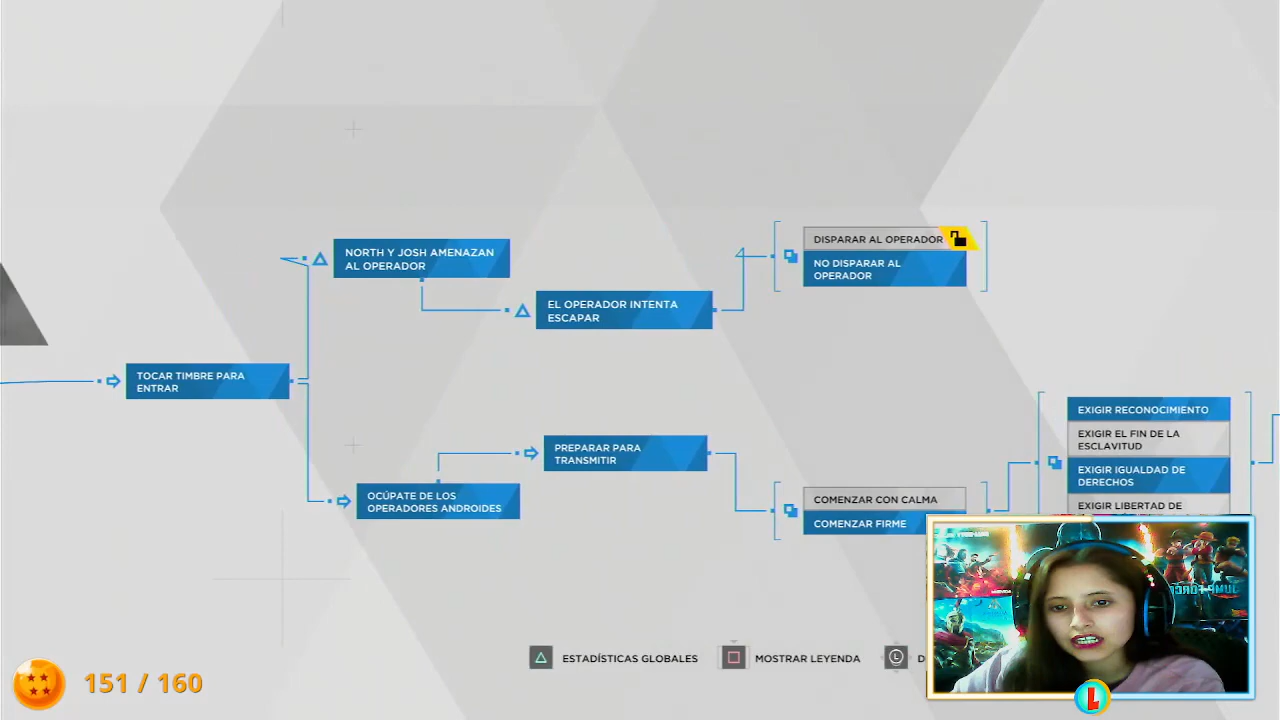 DISPARAR AL OPERADOR
NORTH Y JOSH AMENAZAN
AL OPERADOR
NO DISPARAR AL
OPERADOR
EL OPERADOR INTENTA
ESCAPAR
TOCAR TIMBRE PARA
ENTRAR
EXIGIR RECONOCIMIENTO
EXIGIR EL FIN DE LA
ESCLAVITUD
PREPARAR PARA
TRANSMITIR
EXIGIR IGUALDAD DE
DERECHOS
OCÚPATE DE LOS
OPERADORES ANDROIDES
COMENZAR CON CALMA
EXIGIR LIBERTAD DE
COMENZAR FIRME
JUMP FORCE
ESTADÍSTICAS GLOBALES
MOSTRAR LEYENDA
L
D
151 / 160
L